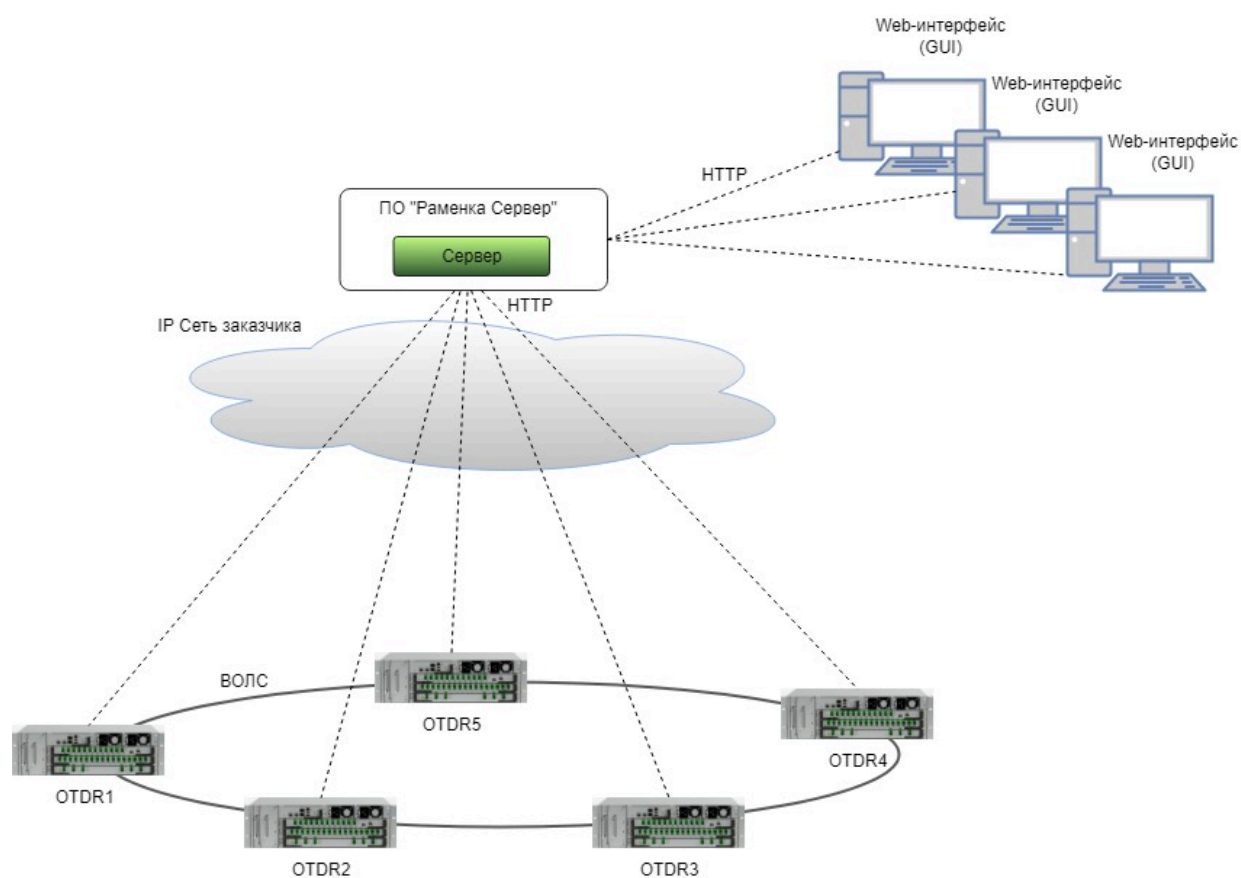 Web-интерфейс
(GUI)
Web-интерфейс
(GUI)
Web-интерфейс
(GUI)
HTTP
ПО "Раменка Сервер"
Сервер
HTTP
IP Сеть заказчика
ВОЛС
OTDR5
OTDR4
OTDR1
OTDR2
OTDR3